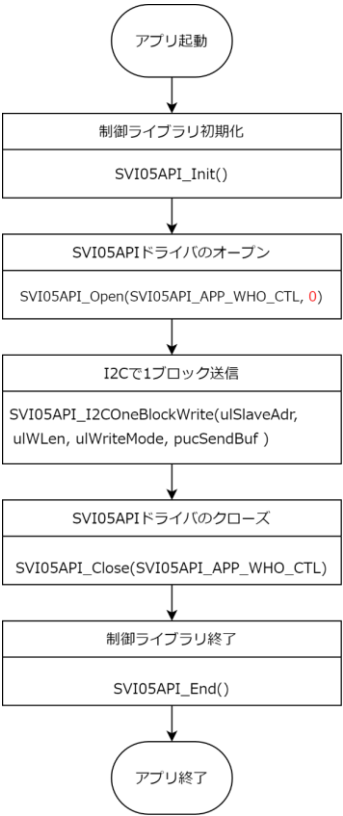 アプリ起動
制御ライブラリ初期化
SVI05API_Init()
SVI05APIドライバのオープン
SVI05API_Open(SVI05API_APP_WHO_CTL, 0)
I2Cで1ブロック送信
SVI05API_I2COneBlockWrite(ulSlaveAdr,
ulWLen, ulWriteMode, pucSendBuf )
SVI05APIドライバのクローズ
SVI05API_Close(SVI05API_APP_WHO_CTL)
制御ライブラリ終了
SVI05API_End()
アプリ終了